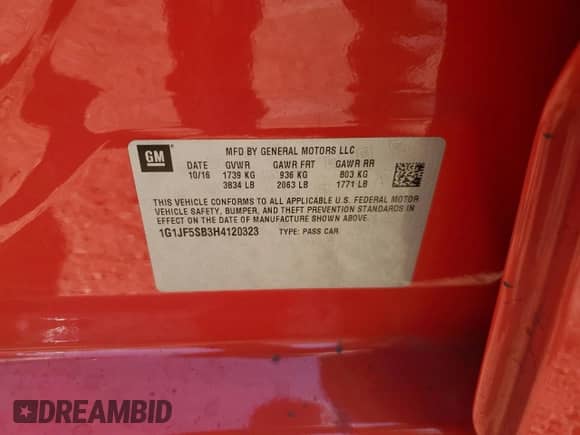 GM
MFD BY GENERAL MOTORS LLC
DATE GVWR GAWR FRT GAWR RR
10/16 1739 KG 936 KG 803 KG
3834 LB 2063 LB 1771 LB
THIS VEHICLE CONFORMS TO ALL APPLICABLE U.S. FEDERAL MOTOR
VEHICLE SAFETY, BUMPER, AND THEFT PREVENTION STANDARDS IN
EFFECT ON THE DATE OF MANUFACTURE SHOWN ABOVE.
1G1JF5SB3H4120323 TYPE: PASS CAR
DREAMBID